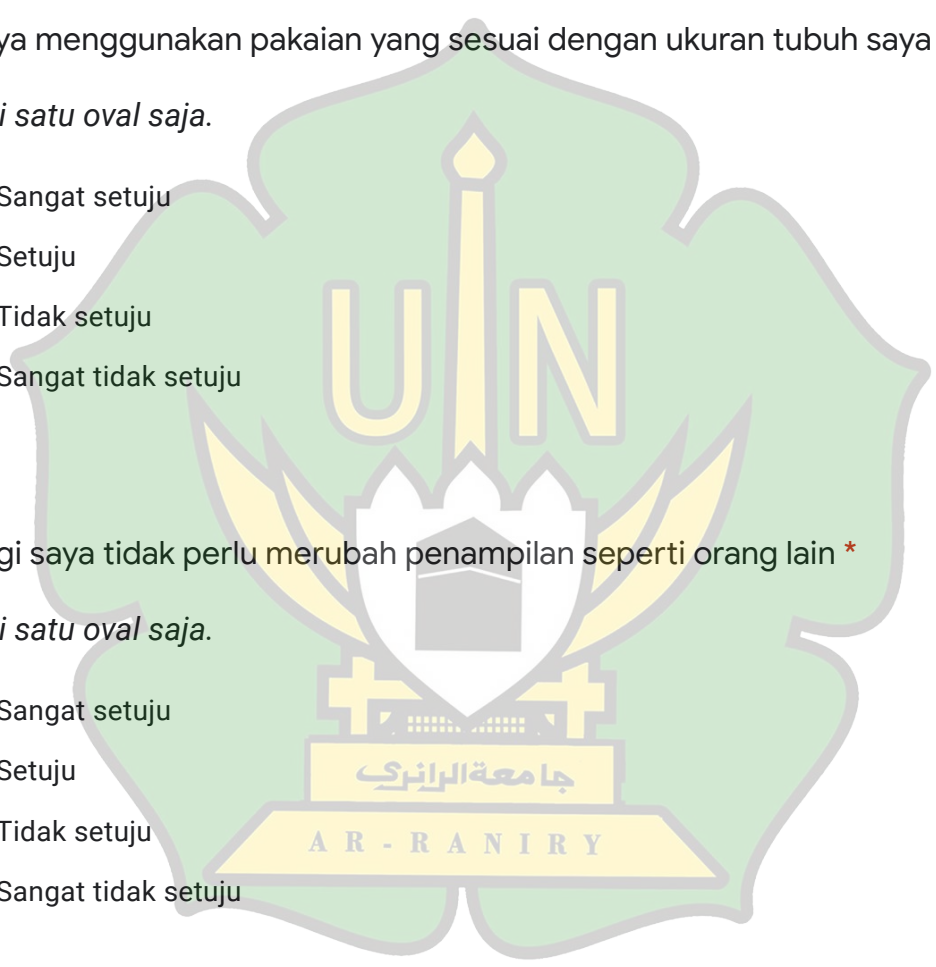 ya menggunakan pakaian yang sesuai dengan ukuran tubuh saya
i satu oval saja.
Sangat setuju
Setuju
Tidak setuju
Sangat tidak setuju
UIN
gi saya tidak perlu merubah penampilan seperti orang lain *
i satu oval saja.
Sangat setuju
Setuju
Tidak setuju
Sangat tidak setuju
جامعة الرانري
AR-RANIRY